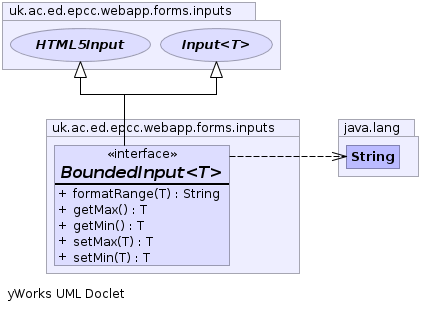 uk.ac.ed.epcc.webapp.forms.inputs
HTML5Input
Input<T>
uk.ac.ed.epcc.webapp.forms.inputs
java.lang
«interface»
BoundedInput<T>
String
+ formatRange(T) : String
+ getMax() : T
+ getMin() : T
+ setMax(T) : T
+ setMin(T) : T
yWorks UML Doclet